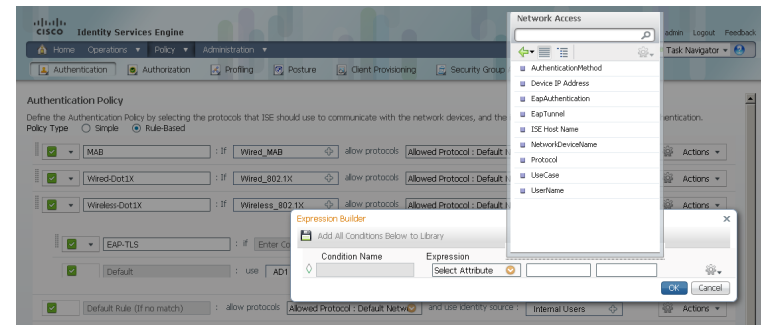 Network Access
CISCO Identity Services Engine
admin Logout Feedback
Home Operations Policy Administration
Task Navigator
Authentication Authorization Profiling Posture Client Provisioning Security Group
AuthenticationMethod
Device IP Address
EapAuthentication
EapTunnel
ISE Host Name
NetworkDeviceName
Protocol
UseCase
UserName
Authentication Policy
Define the Authentication Policy by selecting the protocols that ISE should use to communicate with the network devices, and the
entication.
Policy Type Simple Rule-Based
MAB : If Wired_MAB allow protocols Allowed Protocol : Default N Actions
Wired-Dot1X : If Wired_802.1X allow protocols Allowed Protocol : Default N Actions
Wireless-Dot1X : If Wireless_802.1X allow protocols Allowed Protocol : Default N Actions
Expression Builder
Add All Conditions Below to Library
Condition Name Expression
Select Attribute
OK Cancel
EAP-TLS : if Enter Co
Default : use AD1
Default Rule (If no match) : allow protocols Allowed Protocol : Default Netw and use identity source : Internal Users Actions